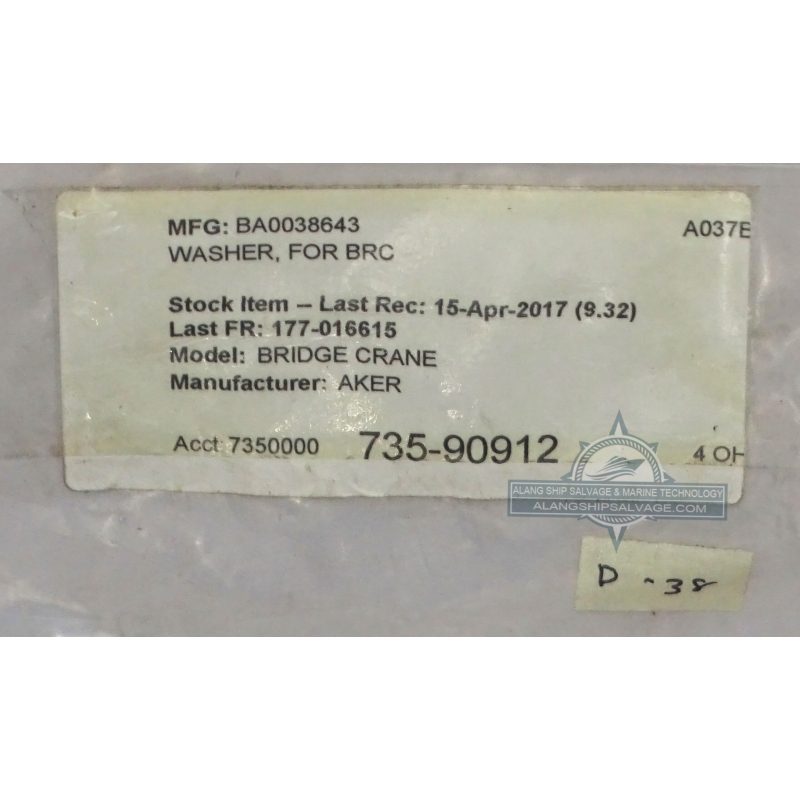 MFG: BA0038643 A037E
WASHER, FOR BRC
Stock Item – Last Rec: 15-Apr-2017 (9.32)
Last FR: 177-016615
Model: BRIDGE CRANE
Manufacturer: AKER
Acct 7350000 735-90912 4 OH
ALANG SHIP SALVAGE & MARINE TECHNOLOGY
ALANGSHIPSALVAGE.COM
D -38